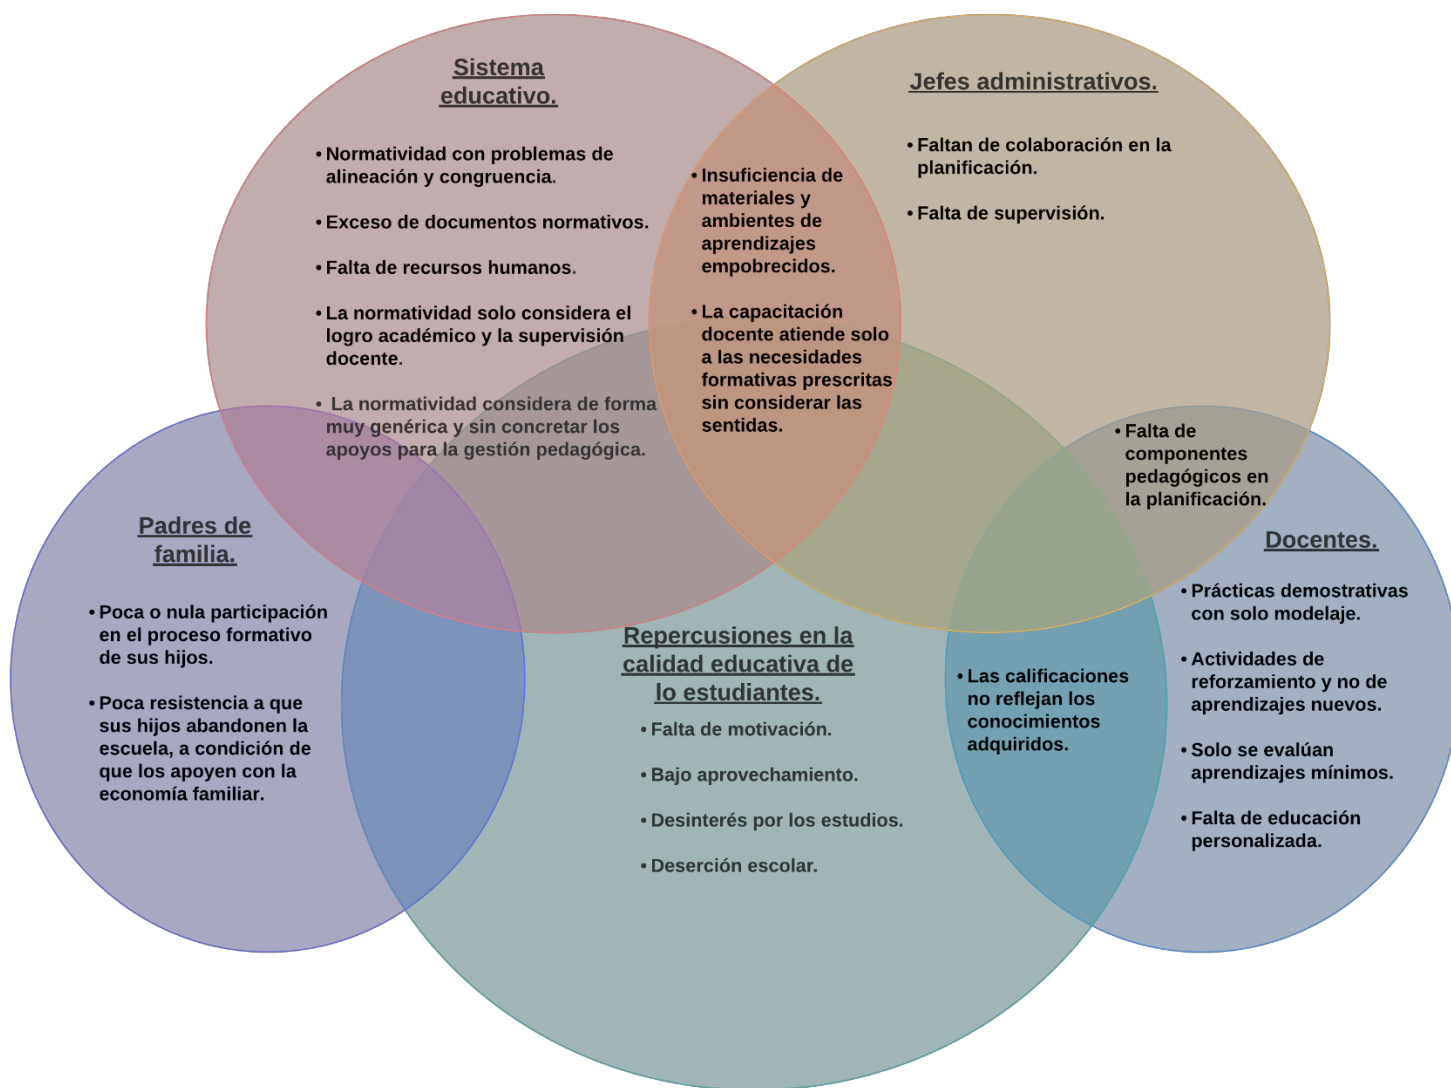 Sistema
educativo.
• Normatividad con problemas de
alineación y congruencia.
• Exceso de documentos normativos.
• Falta de recursos humanos.
• La normatividad solo considera el
logro académico y la supervisión
docente.
• La normatividad considera de forma
muy genérica y sin concretar los
apoyos para la gestión pedagógica.
• Insuficiencia de
materiales y
ambientes de
aprendizajes
empobrecidos.
• La capacitación
docente atiende solo
a las necesidades
formativas prescritas
sin considerar las
sentidas.
Jefes administrativos.
• Faltan de colaboración en la
planificación.
• Falta de supervisión.
• Falta de
componentes
pedagógicos en
la planificación.
Padres de
familia.
• Poca o nula participación
en el proceso formativo
de sus hijos.
• Poca resistencia a que
sus hijos abandonen la
escuela, a condición de
que los apoyen con la
economía familiar.
Repercusiones en la
calidad educativa de
lo estudiantes.
• Falta de motivación.
• Bajo aprovechamiento.
• Desinterés por los estudios.
• Deserción escolar.
• Las calificaciones
no reflejan los
conocimientos
adquiridos.
Docentes.
• Prácticas demostrativas
con solo modelaje.
• Actividades de
reforzamiento y no de
aprendizajes nuevos.
• Solo se evalúan
aprendizajes mínimos.
• Falta de educación
personalizada.